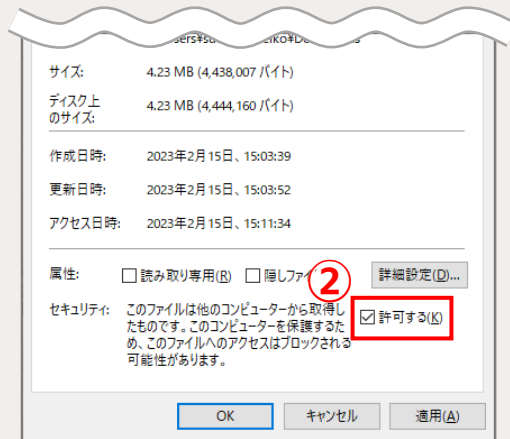 サイズ: 4.23 MB (4,438,007 バイト)
ディスク上
のサイズ: 4.23 MB (4,444,160 バイト)
作成日時: 2023年2月15日、15:03:39
更新日時: 2023年2月15日、15:03:52
アクセス日時: 2023年2月15日、15:11:34
属性: 読み取り専用(R) 隠しファイ 詳細設定(D)...
②
セキュリティ: このファイルは他のコンピューターから取得し
たものです。このコンピューターを保護するた
め、このファイルへのアクセスはブロックされる
可能性があります。
許可する(K)
OK キャンセル 適用(A)